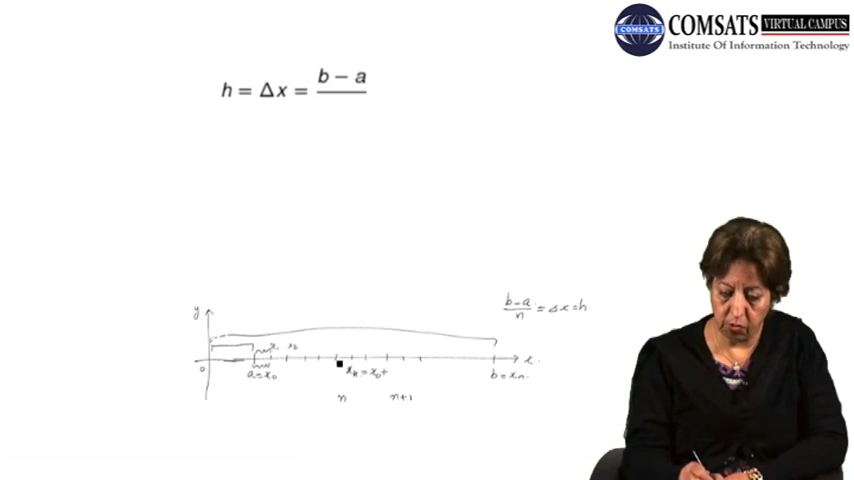 COMSATS
COMSATS VIRTUAL CAMPUS
Institute Of Information Technology
h = Δx = b − a
b-a/n = Δx = h
y
x₁ x₂
0
a = x₀
xₖ = x₀+
b = xₙ
x
n
n+1